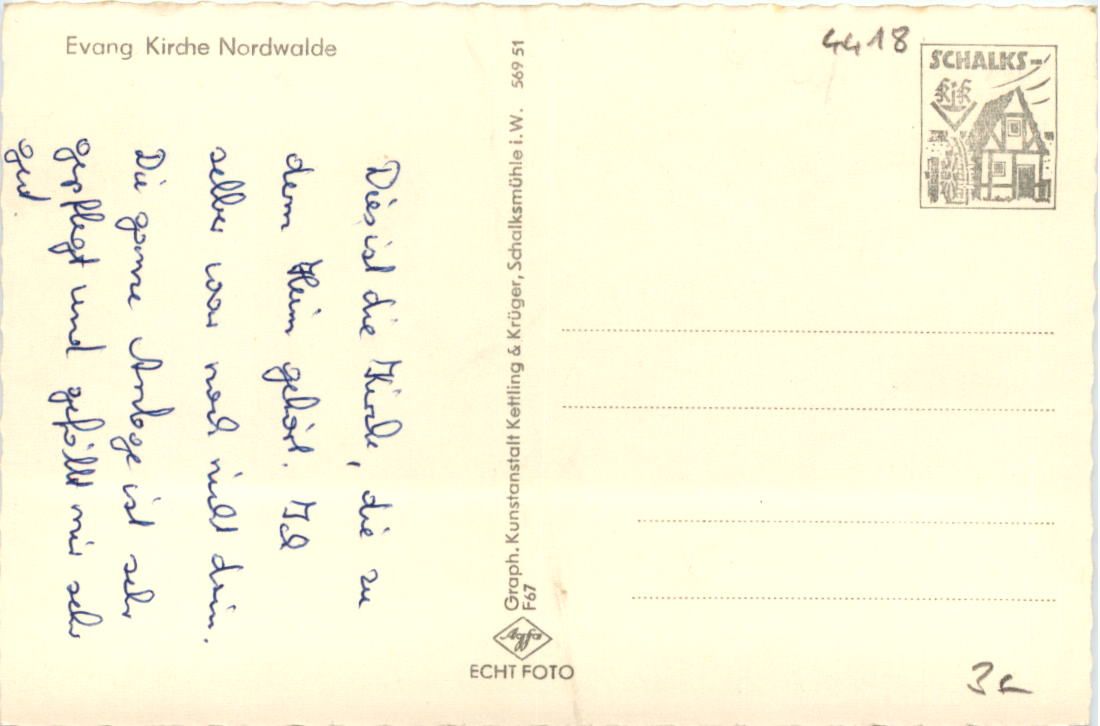 Evang Kirche Nordwalde
4418
SCHALKS-
KjK
Dies ist die Kirche, die zu
dem Heim gehört. Ich
selber war noch nicht drin.
Die ganze Anlage ist sehr
gepflegt und gefällt mir sehr
gut.
Graph. Kunstanstalt Kettling & Krüger, Schalksmühle i. W. 569 51
F67
Agfa
ECHT FOTO